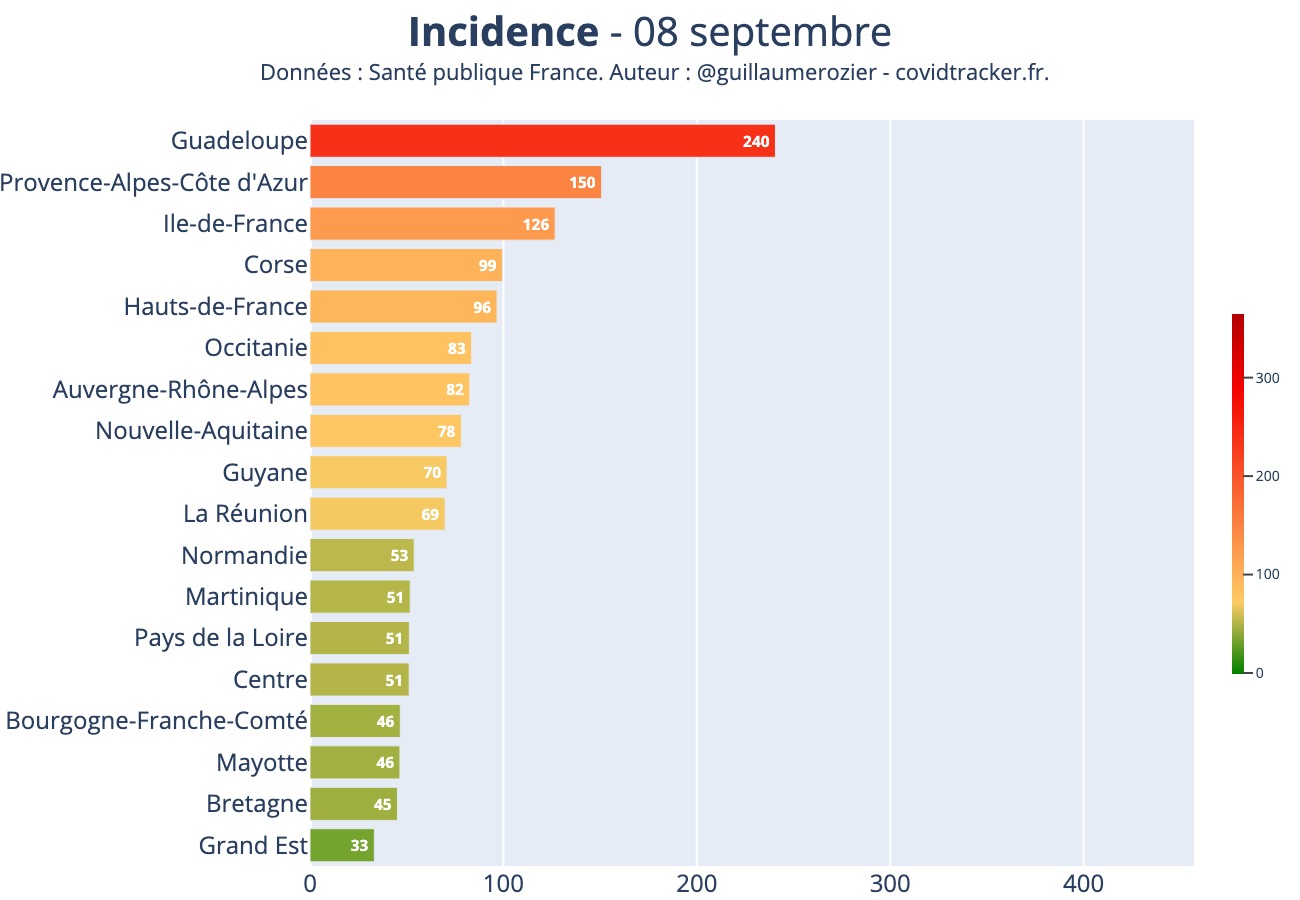 Incidence - 08 septembre
Données : Santé publique France. Auteur : @guillaumerozier - covidtracker.fr.
Guadeloupe 240
Provence-Alpes-Côte d'Azur 150
Ile-de-France 126
Corse 99
Hauts-de-France 96
Occitanie 83
Auvergne-Rhône-Alpes 82
Nouvelle-Aquitaine 78
Guyane 70
La Réunion 69
Normandie 53
Martinique 51
Pays de la Loire 51
Centre 51
Bourgogne-Franche-Comté 46
Mayotte 46
Bretagne 45
Grand Est 33
0 100 200 300 400
300
200
100
0